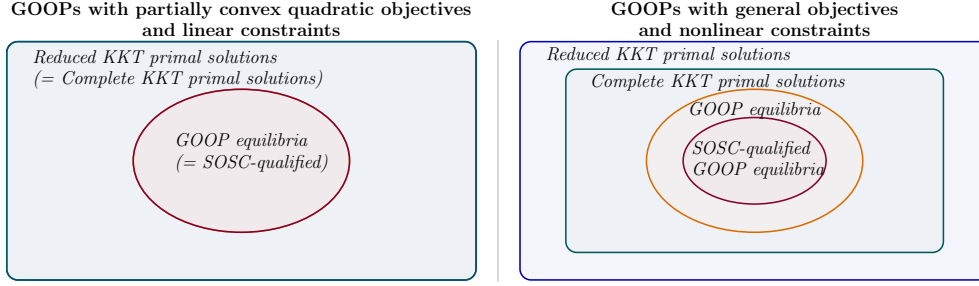 GOOPs with partially convex quadratic objectives
and linear constraints
Reduced KKT primal solutions
(= Complete KKT primal solutions)
GOOP equilibria
(= SOSC-qualified)
GOOPs with general objectives
and nonlinear constraints
Reduced KKT primal solutions
Complete KKT primal solutions
GOOP equilibria
SOSC-qualified
GOOP equilibria